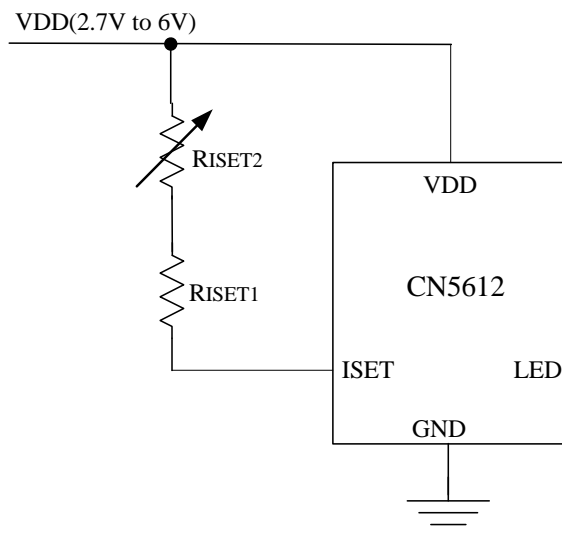 VDD(2.7V to 6V)
RISET2
VDD
RISET1
CN5612
ISET
LED
GND